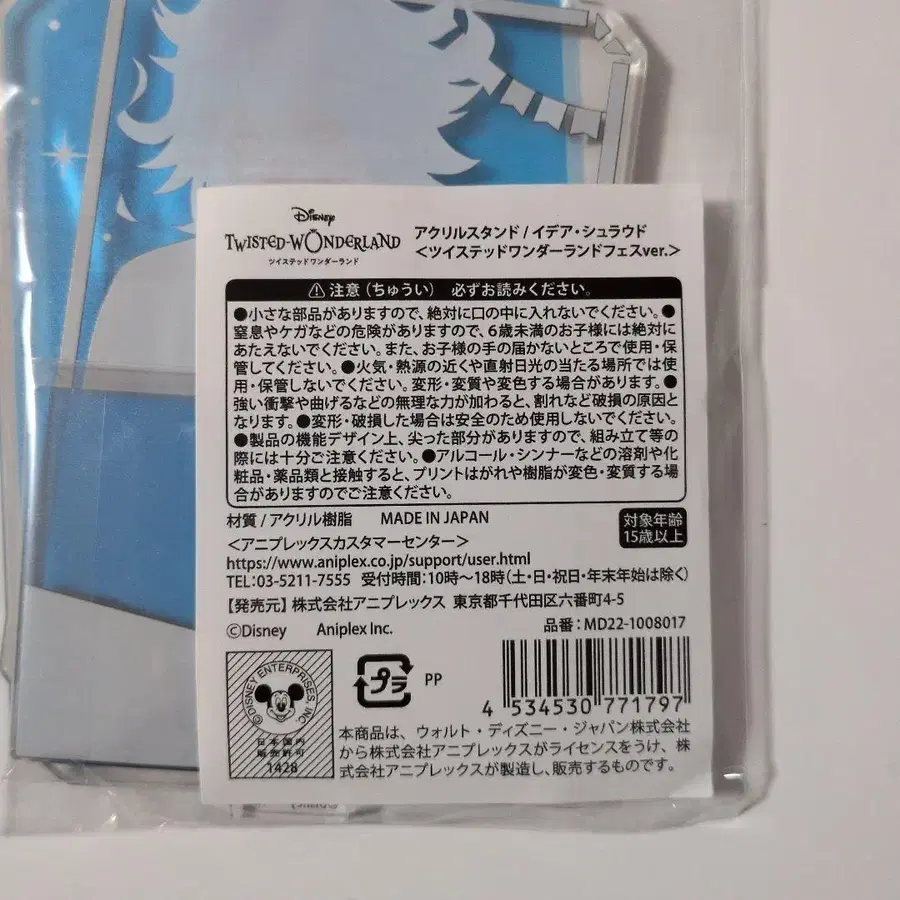 Disney
TWISTED-WONDERLAND
ツイステッドワンダーランド
アクリルスタンド / イデア・シュラウド
＜ツイステッドワンダーランドフェスver.＞
⚠ 注意（ちゅうい） 必ずお読みください。
●小さな部品がありますので、絶対に口の中に入れないでください。●
窒息やケガなどの危険がありますので、6歳未満のお子様には絶対に
あたえないでください。また、お子様の手の届かないところで使用・保
管してください。●火気・熱源の近くや直射日光の当たる場所では使
用・保管しないでください。変形・変質や変色する場合があります。●
強い衝撃や曲げるなどの無理な力が加わると、割れなど破損の原因と
なります。●変形・破損した場合は安全のため使用しないでください。
●製品の機能デザイン上、尖った部分がありますので、組み立て等の
際には十分ご注意ください。●アルコール・シンナーなどの溶剤や化
粧品・薬品類と接触すると、プリントはがれや樹脂が変色・変質する場
合がありますのでご注意ください。
材質 / アクリル樹脂 MADE IN JAPAN
対象年齢
15歳以上
＜アニプレックスカスタマーセンター＞
https://www.aniplex.co.jp/support/user.html
TEL：03-5211-7555 受付時間：10時〜18時（土・日・祝日・年末年始は除く）
【発売元】株式会社アニプレックス 東京都千代田区六番町4-5
©Disney Aniplex Inc. 品番：MD22-1008017
©DISNEY ENTERPRISES, INC.
日本国内
販売許可
1428
プラ PP
4 534530 771797
本商品は、ウォルト・ディズニー・ジャパン株式会社
から株式会社アニプレックスがライセンスをうけ、株
式会社アニプレックスが製造し、販売するものです。